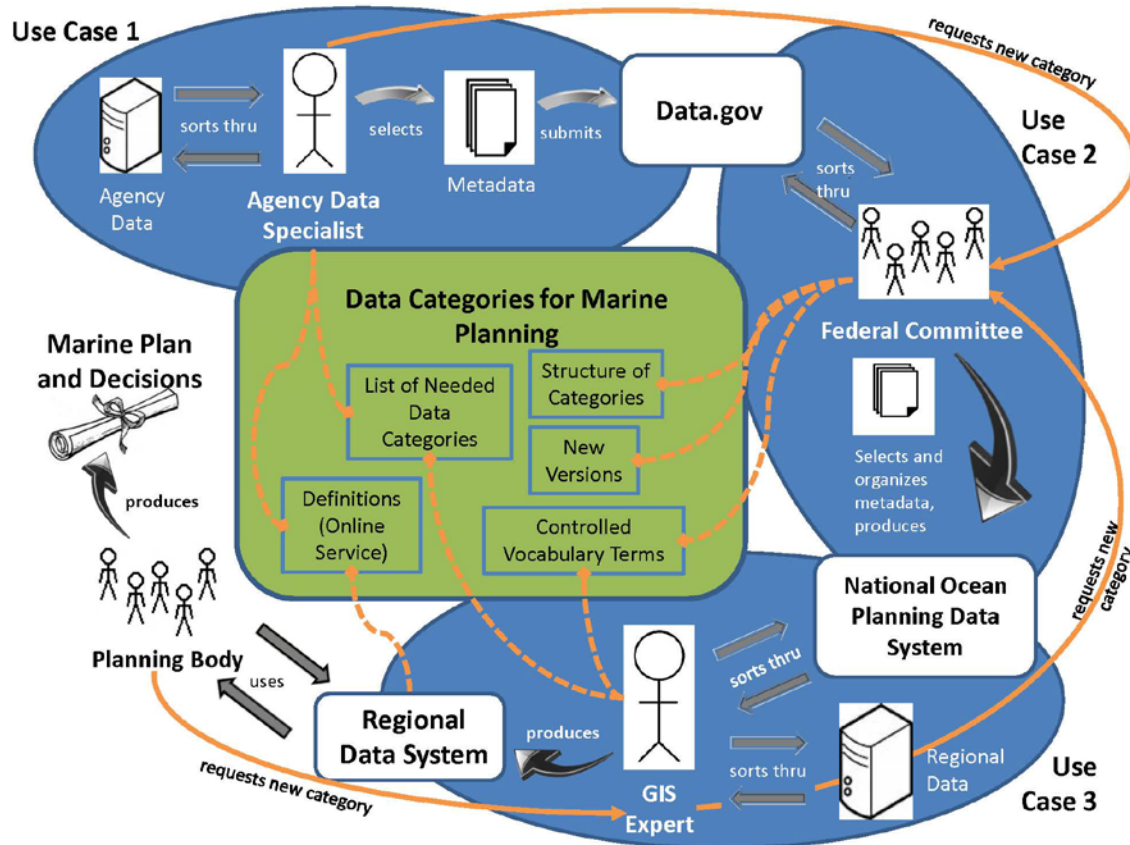 Use Case 1
requests new category
sorts thru
selects
submits
Data.gov
Agency
Data
Agency Data
Specialist
Metadata
Use
Case 2
sorts
thru
Federal Committee
Data Categories for Marine
Planning
List of Needed
Data
Categories
Structure of
Categories
New
Versions
Definitions
(Online
Service)
Controlled
Vocabulary Terms
Marine Plan
and Decisions
produces
Planning Body
uses
Selects and
organizes
metadata,
produces
National Ocean
Planning Data
System
requests new
category
sorts thru
Regional
Data System
produces
sorts thru
GIS
Expert
Regional
Data
Use
Case 3
requests new category